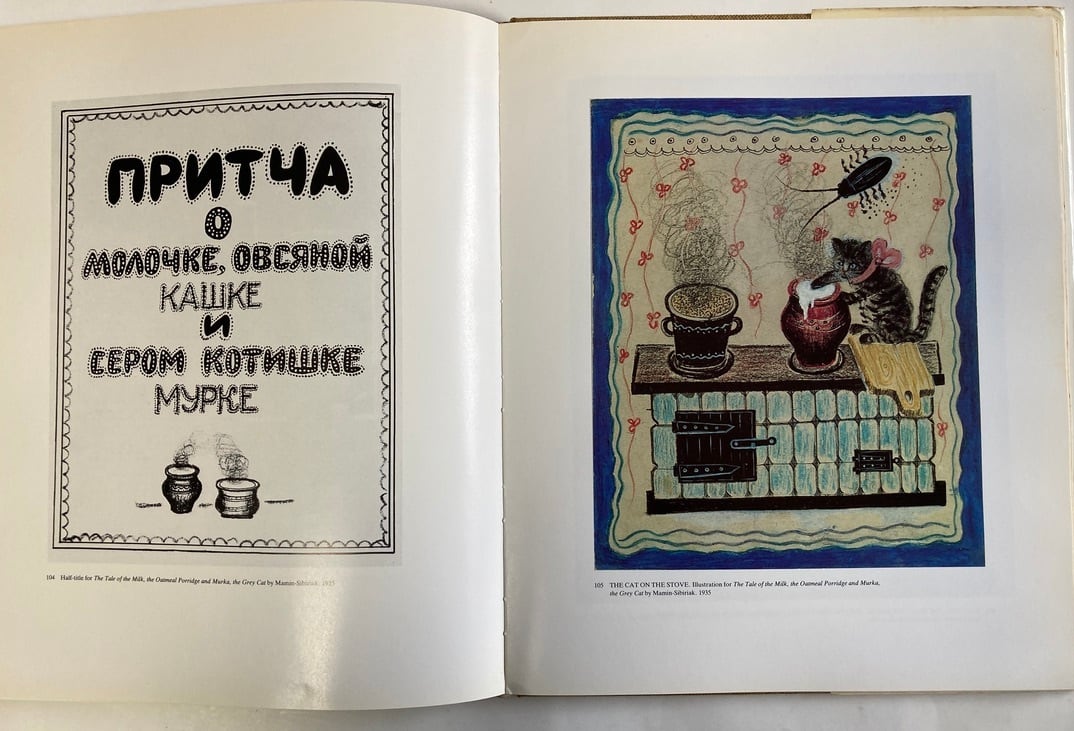 ПРИТЧА
О
МОЛОЧКЕ, ОВСЯНОЙ
КАШКЕ
И
СЕРОМ КОТИШКЕ
МУРКЕ
104 Half-title for The Tale of the Milk, the Oatmeal Porridge and Murka, the Grey Cat by Mamin-Sibiriak. 1935
105 THE CAT ON THE STOVE. Illustration for The Tale of the Milk, the Oatmeal Porridge and Murka,
the Grey Cat by Mamin-Sibiriak. 1935